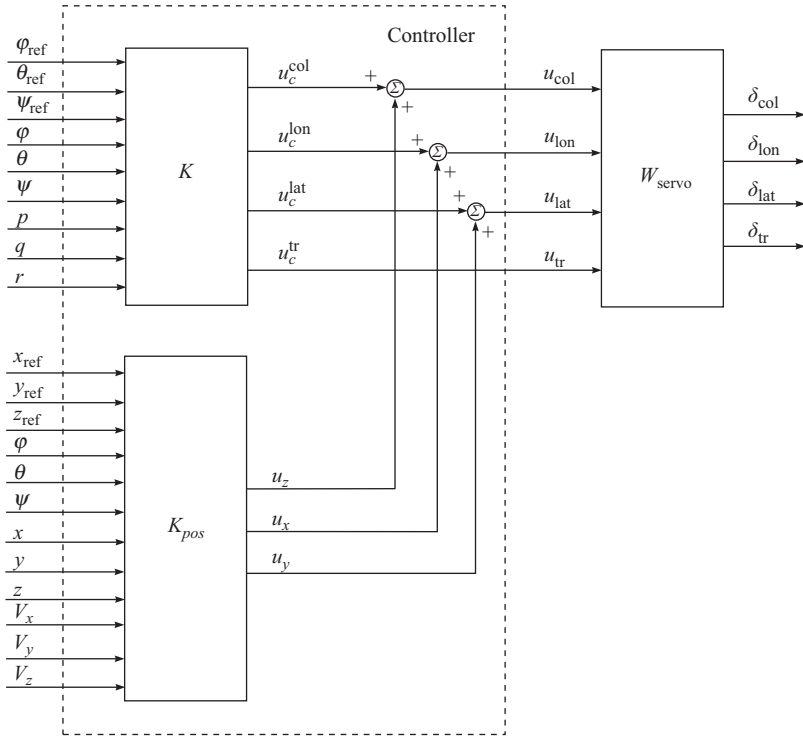 Controller
φref
θref
ψref
φ
θ
ψ
p
q
r
K
u_c^col
u_c^lon
u_c^lat
u_c^tr
+
Σ
+
+
Σ
+
+
Σ
+
u_col
u_lon
u_lat
u_tr
W_servo
δ_col
δ_lon
δ_lat
δ_tr
x_ref
y_ref
z_ref
φ
θ
ψ
x
y
z
V_x
V_y
V_z
K_pos
u_z
u_x
u_y